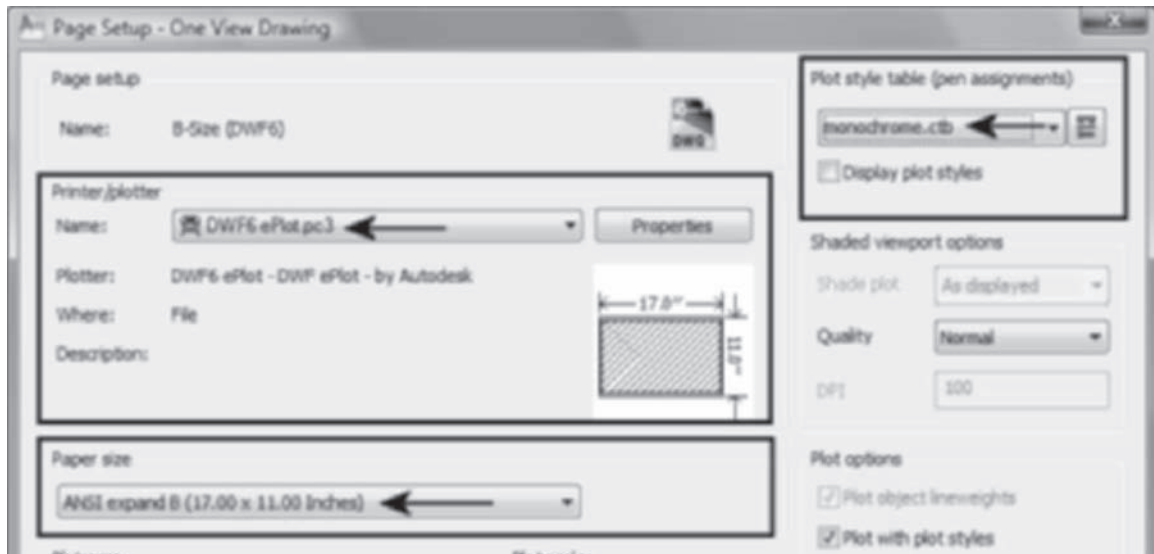 Page Setup - One View Drawing
Page setup
Name: B-Size (DWF6)
DWG
Printer/plotter
Name: DWF6 ePlot.pc3 Properties
Plotter: DWF6 ePlot - DWF ePlot - by Autodesk
Where: File
Description:
17.0"
11.0"
Paper size
ANSI expand B (17.00 x 11.00 Inches)
Plot style table (pen assignments)
monochrome.ctb
Display plot styles
Shaded viewport options
Shade plot As displayed
Quality Normal
DPI 100
Plot options
Plot object lineweights
Plot with plot styles